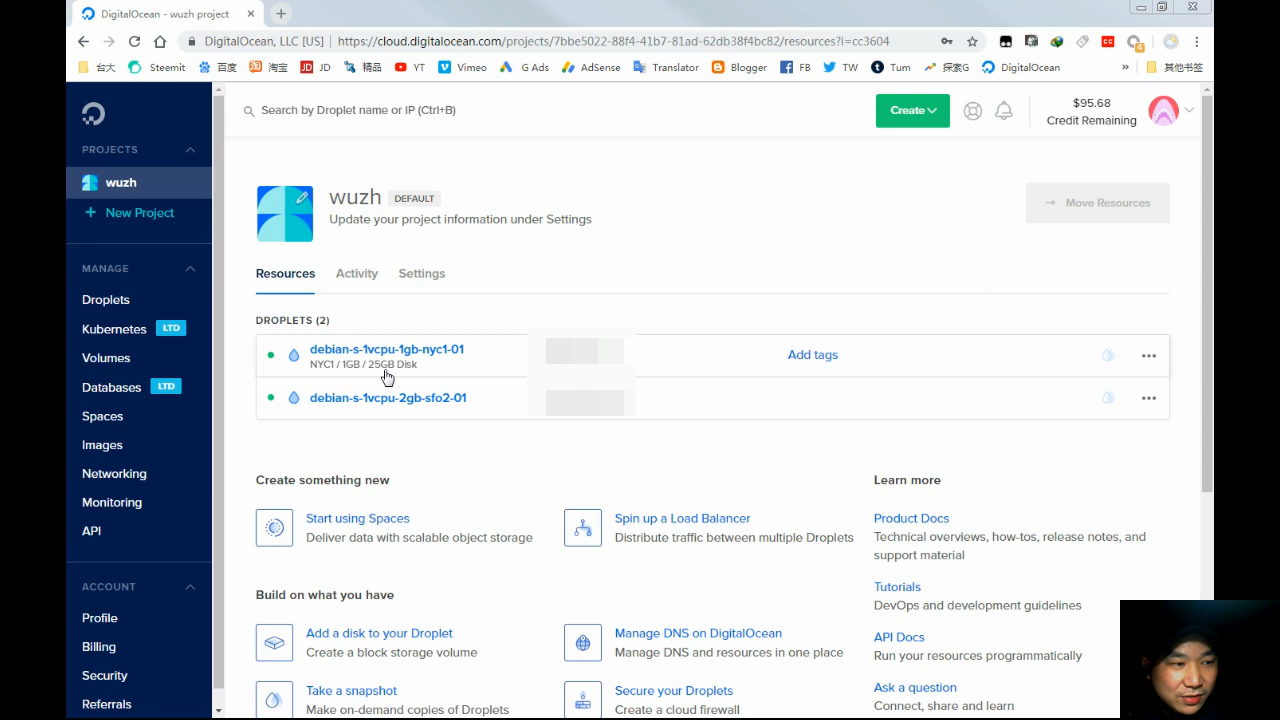 DigitalOcean - wuzh project
DigitalOcean, LLC [US] | https://cloud.digitalocean.com/projects/7bbe5022-88f4-41b7-81ad-62db38f4bc82/resources?i=cc3604
台大 Steemit 百度 淘宝 JD 精品 YT Vimeo G Ads AdSense Translator Blogger FB TW Tum 探索G DigitalOcean » 其他书签
Search by Droplet name or IP (Ctrl+B)
Create
$95.68
Credit Remaining
PROJECTS
wuzh
+ New Project
MANAGE
Droplets
Kubernetes LTD
Volumes
Databases LTD
Spaces
Images
Networking
Monitoring
API
ACCOUNT
Profile
Billing
Security
Referrals
wuzh DEFAULT
Update your project information under Settings
Move Resources
Resources Activity Settings
DROPLETS (2)
debian-s-1vcpu-1gb-nyc1-01
NYC1 / 1GB / 25GB Disk
Add tags
debian-s-1vcpu-2gb-sfo2-01
Create something new
Start using Spaces
Deliver data with scalable object storage
Spin up a Load Balancer
Distribute traffic between multiple Droplets
Build on what you have
Add a disk to your Droplet
Create a block storage volume
Manage DNS on DigitalOcean
Manage DNS and resources in one place
Take a snapshot
Make on-demand copies of Droplets
Secure your Droplets
Create a cloud firewall
Learn more
Product Docs
Technical overviews, how-tos, release notes, and
support material
Tutorials
DevOps and development guidelines
API Docs
Run your resources programmatically
Ask a question
Connect, share and learn